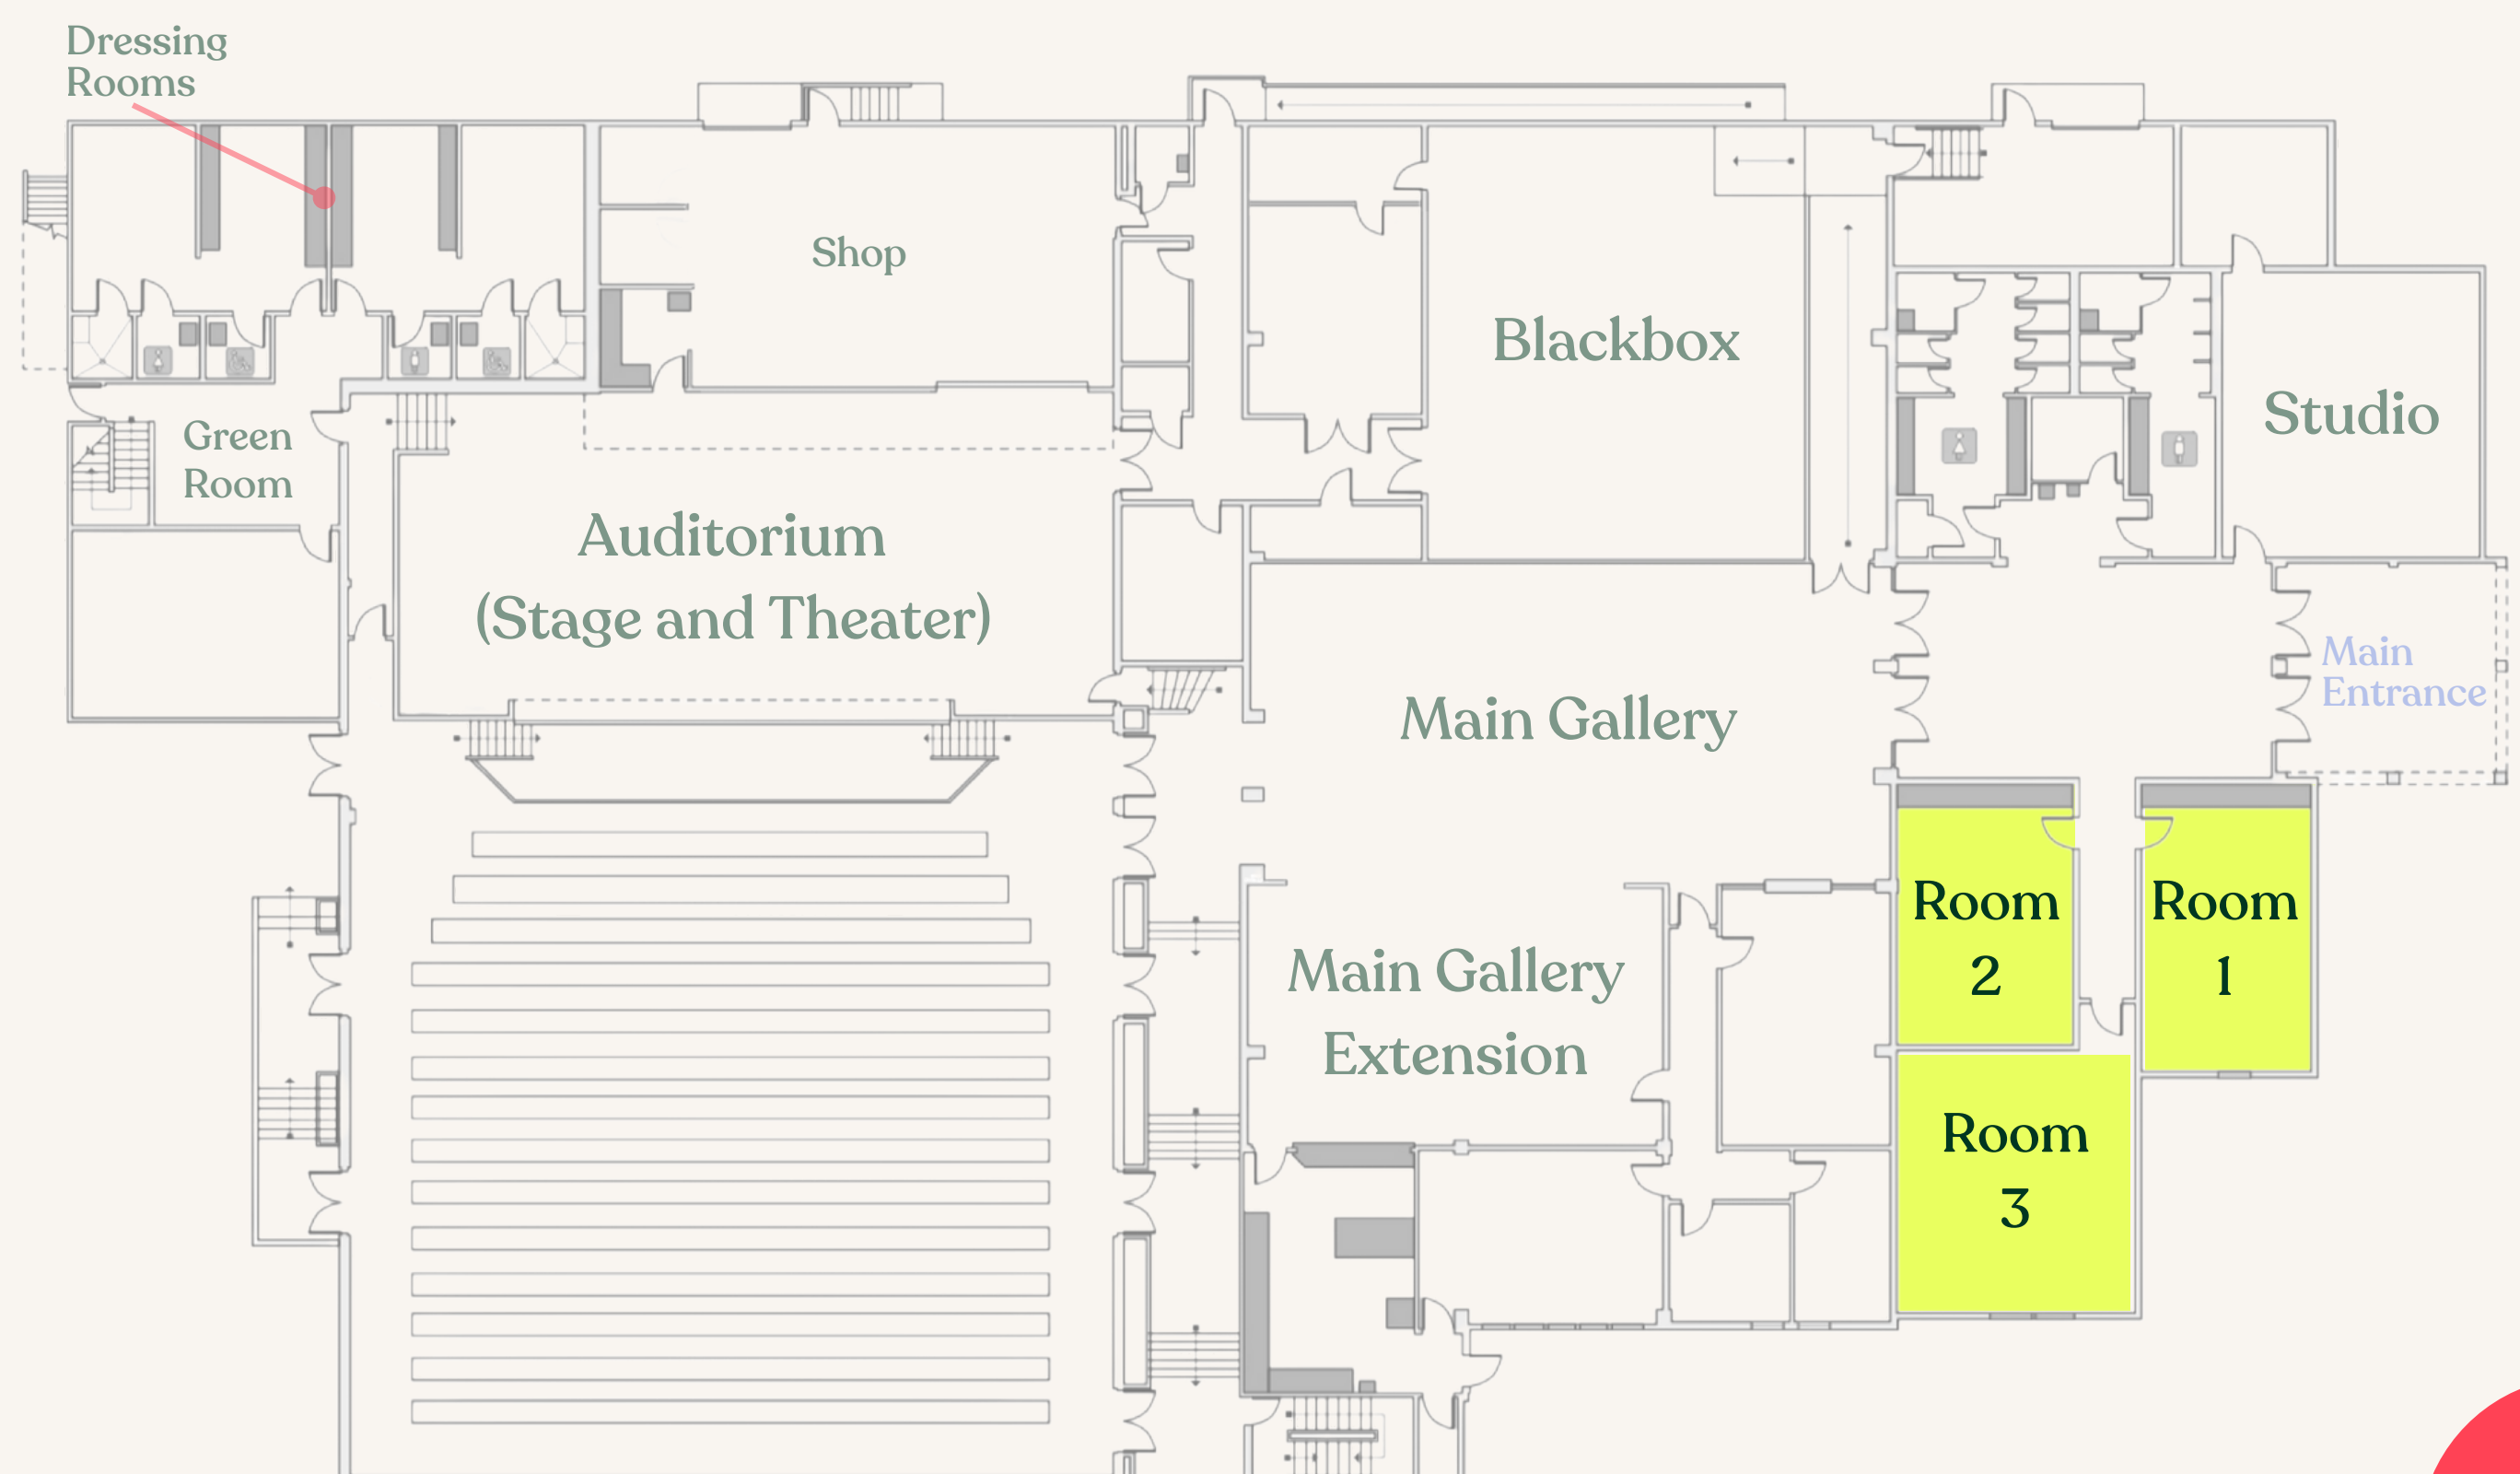 Dressing
Rooms
Shop
Blackbox
Studio
Green
Room
Auditorium
(Stage and Theater)
Main
Entrance
Main Gallery
Room
2
Room
1
Main Gallery
Extension
Room
3